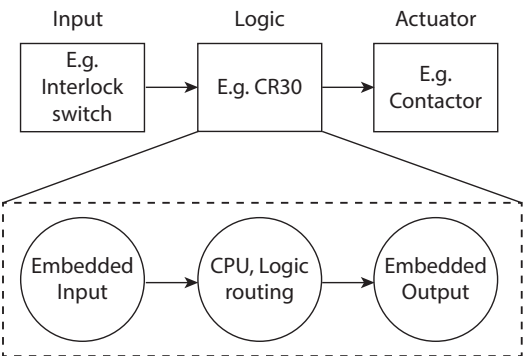 Input
Logic
Actuator
E.g.
Interlock
switch
E.g. CR30
E.g.
Contactor
Embedded
Input
CPU, Logic
routing
Embedded
Output